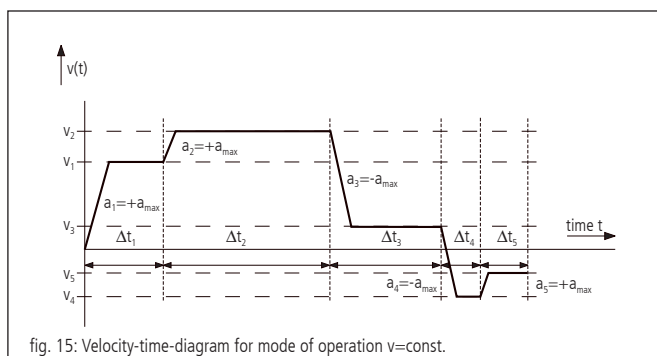 v(t)
v₂
a₂=+aₘₐₓ
v₁
a₃=-aₘₐₓ
a₁=+aₘₐₓ
v₃
time t
Δt₁
Δt₂
Δt₃
Δt₄
Δt₅
v₅
a₄=-aₘₐₓ
a₅=+aₘₐₓ
v₄
fig. 15: Velocity-time-diagram for mode of operation v=const.